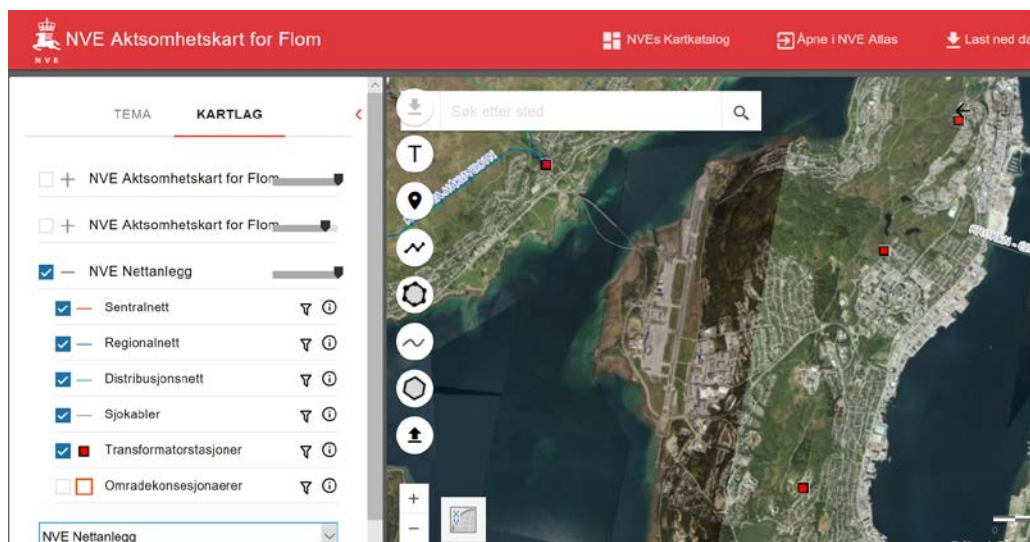 NVE Aktsomhetskart for Flom
NVEs Kartkatalog
Åpne i NVE Atlas
Last ned da
NVE
TEMA
KARTLAG
Søk etter sted
NVE Aktsomhetskart for Flom
NVE Aktsomhetskart for Flom
NVE Nettanlegg
Sentralnett
Regionalnett
Distribusjonsnett
Sjokabler
Transformatorstasjoner
Omradekonsesjonaerer
NVE Nettanlegg
T
+
−
X
Y
0